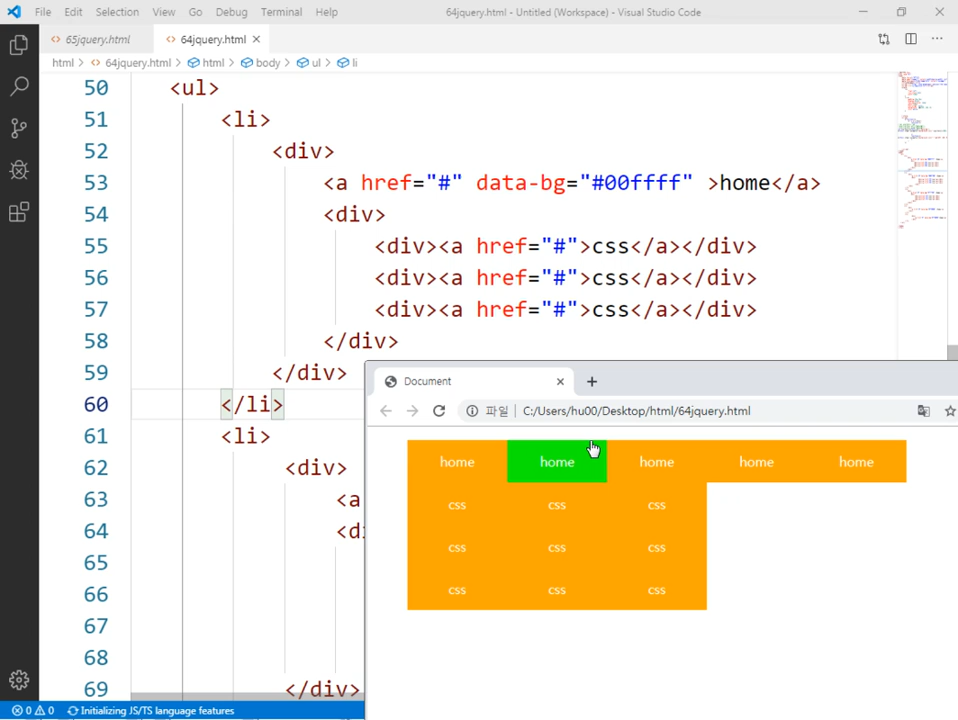 File Edit Selection View Go Debug Terminal Help 64jquery.html - Untitled (Workspace) - Visual Studio Code
65jquery.html 64jquery.html
html > 64jquery.html > html > body > ul > li
50 <ul>
51 <li>
52 <div>
53 <a href="#" data-bg="#00ffff" >home</a>
54 <div>
55 <div><a href="#">css</a></div>
56 <div><a href="#">css</a></div>
57 <div><a href="#">css</a></div>
58 </div>
59 </div>
60 </li>
61 <li>
62 <div>
63 <a
64 <di
65
66
67
68
69 </div>
Document
파일 C:/Users/hu00/Desktop/html/64jquery.html
home home home home home
css css css
css css css
css css css
0 0 Initializing JS/TS language features